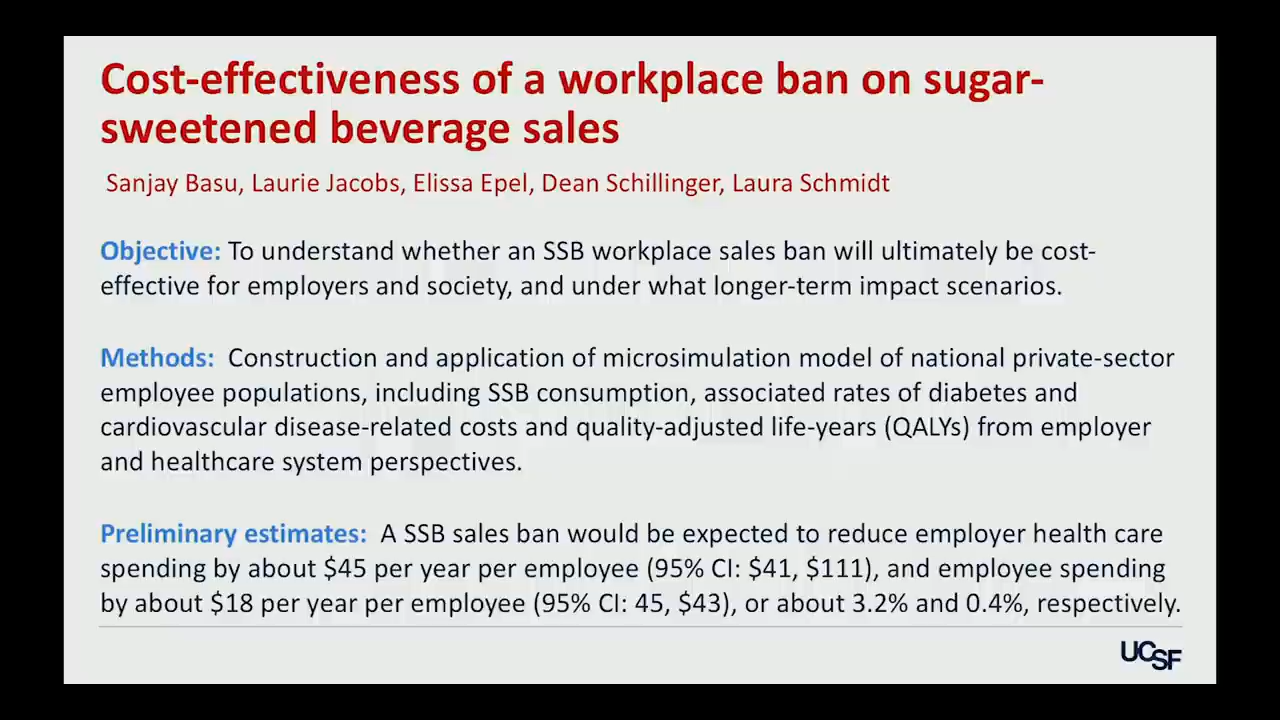 Cost-effectiveness of a workplace ban on sugar-
sweetened beverage sales
Sanjay Basu, Laurie Jacobs, Elissa Epel, Dean Schillinger, Laura Schmidt
Objective: To understand whether an SSB workplace sales ban will ultimately be cost-
effective for employers and society, and under what longer-term impact scenarios.
Methods: Construction and application of microsimulation model of national private-sector
employee populations, including SSB consumption, associated rates of diabetes and
cardiovascular disease-related costs and quality-adjusted life-years (QALYs) from employer
and healthcare system perspectives.
Preliminary estimates: A SSB sales ban would be expected to reduce employer health care
spending by about $45 per year per employee (95% CI: $41, $111), and employee spending
by about $18 per year per employee (95% CI: 45, $43), or about 3.2% and 0.4%, respectively.
UCSF